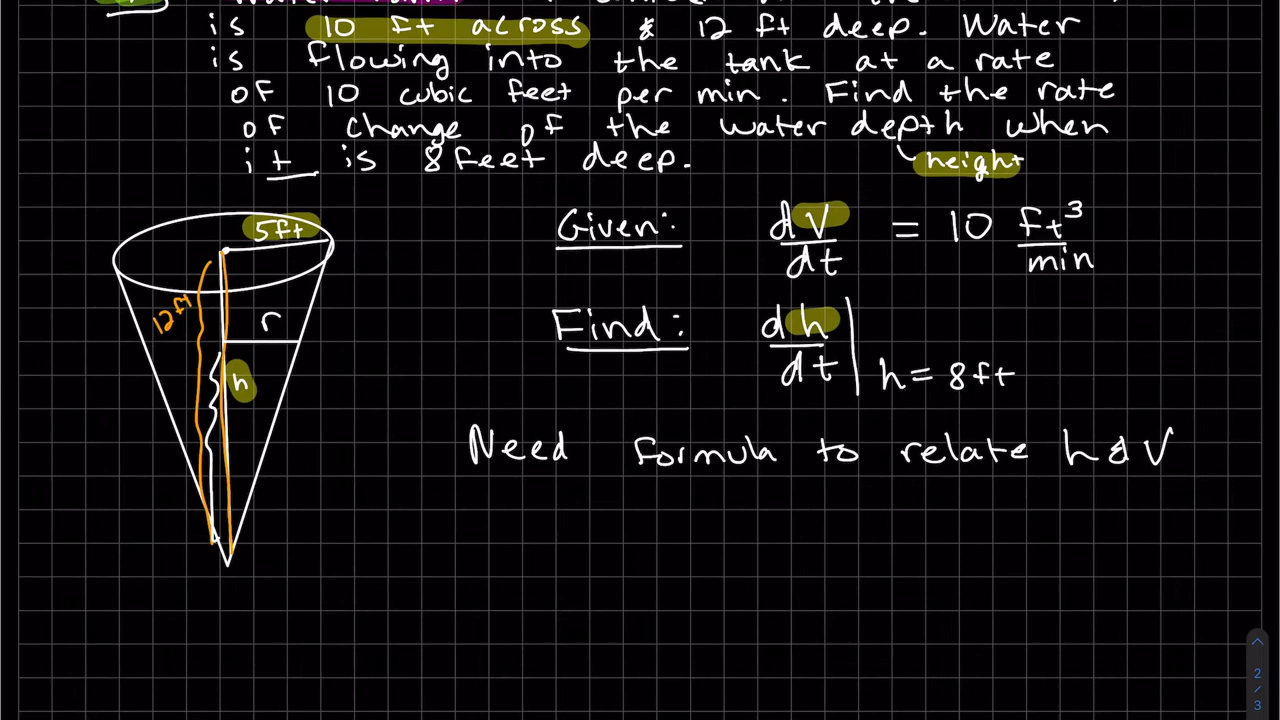 is 10 ft across & 12 ft deep. Water
is flowing into the tank at a rate
of 10 cubic feet per min. Find the rate
of change of the water depth when
it is 8 feet deep.
height
5ft
12ft
r
h
Given: dV/dt = 10 ft³/min
Find: dh/dt | h = 8ft
Need formula to relate h & V
2
/
3